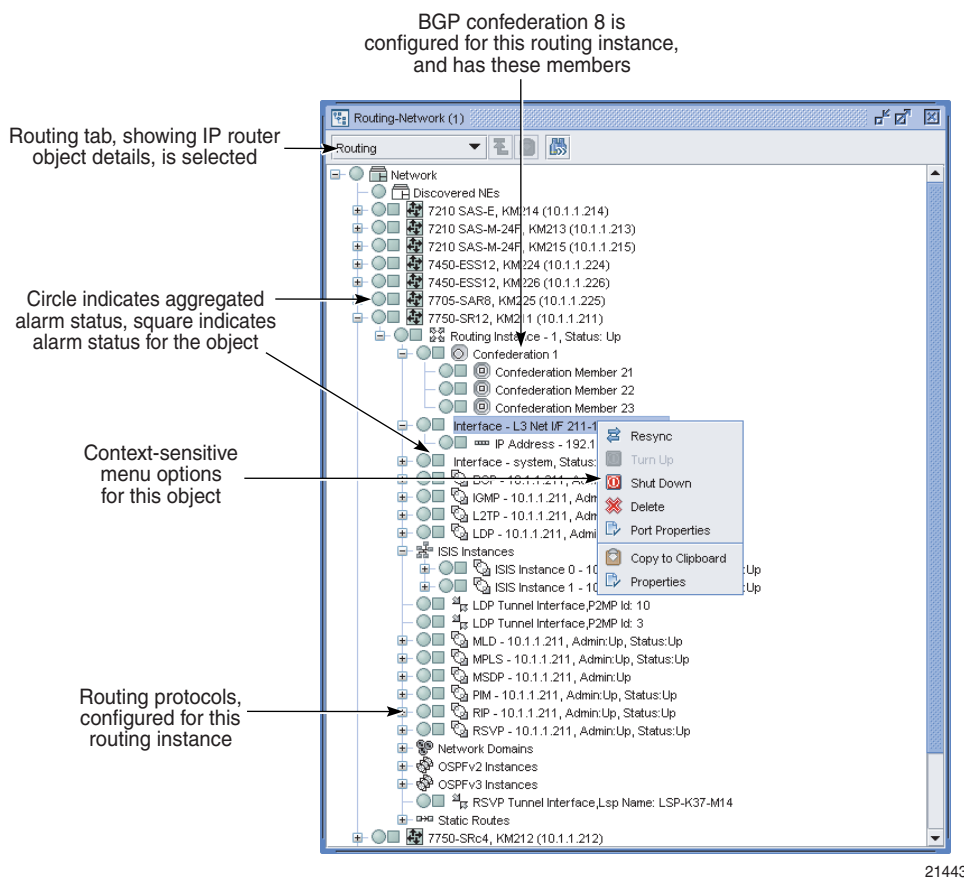 BGP confederation 8 is
configured for this routing instance,
and has these members
Routing-Network (1)
Routing tab, showing IP router
object details, is selected
Routing
Network
Discovered NEs
7210 SAS-E, KM214 (10.1.1.214)
7210 SAS-M-24F, KM213 (10.1.1.213)
7210 SAS-M-24F, KM215 (10.1.1.215)
7450-ESS12, KM224 (10.1.1.224)
7450-ESS12, KM226 (10.1.1.226)
7705-SAR8, KM225 (10.1.1.225)
7750-SR12, KM211 (10.1.1.211)
Circle indicates aggregated
alarm status, square indicates
alarm status for the object
Routing Instance - 1, Status: Up
Confederation 1
Confederation Member 21
Confederation Member 22
Confederation Member 23
Interface - L3 Net I/F 211-1
IP Address - 192.1
Interface - system, Status:
BGP - 10.1.1.211, Adm
IGMP - 10.1.1.211, Adm
L2TP - 10.1.1.211, Adm
LDP - 10.1.1.211, Admi
Resync
Turn Up
Shut Down
Delete
Port Properties
Copy to Clipboard
Properties
Context-sensitive
menu options
for this object
ISIS Instances
ISIS Instance 0 - 10 :Up
ISIS Instance 1 - 10 :Up
LDP Tunnel Interface,P2MP Id: 10
LDP Tunnel Interface,P2MP Id: 3
MLD - 10.1.1.211, Admin:Up, Status:Up
MPLS - 10.1.1.211, Admin:Up, Status:Up
MSDP - 10.1.1.211, Admin:Up
PIM - 10.1.1.211, Admin:Up, Status:Up
RIP - 10.1.1.211, Admin:Up, Status:Up
RSVP - 10.1.1.211, Admin:Up, Status:Up
Routing protocols,
configured for this
routing instance
Network Domains
OSPFv2 Instances
OSPFv3 Instances
RSVP Tunnel Interface,Lsp Name: LSP-K37-M14
Static Routes
7750-SRc4, KM212 (10.1.1.212)
21443